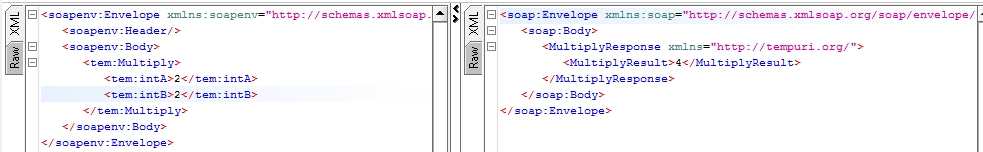 XML
Raw
<soapenv:Envelope xmlns:soapenv="http://schemas.xmlsoap.
<soapenv:Header/>
<soapenv:Body>
<tem:Multiply>
<tem:intA>2</tem:intA>
<tem:intB>2</tem:intB>
</tem:Multiply>
</soapenv:Body>
</soapenv:Envelope>
XML
Raw
<soap:Envelope xmlns:soap="http://schemas.xmlsoap.org/soap/envelope/
<soap:Body>
<MultiplyResponse xmlns="http://tempuri.org/">
<MultiplyResult>4</MultiplyResult>
</MultiplyResponse>
</soap:Body>
</soap:Envelope>